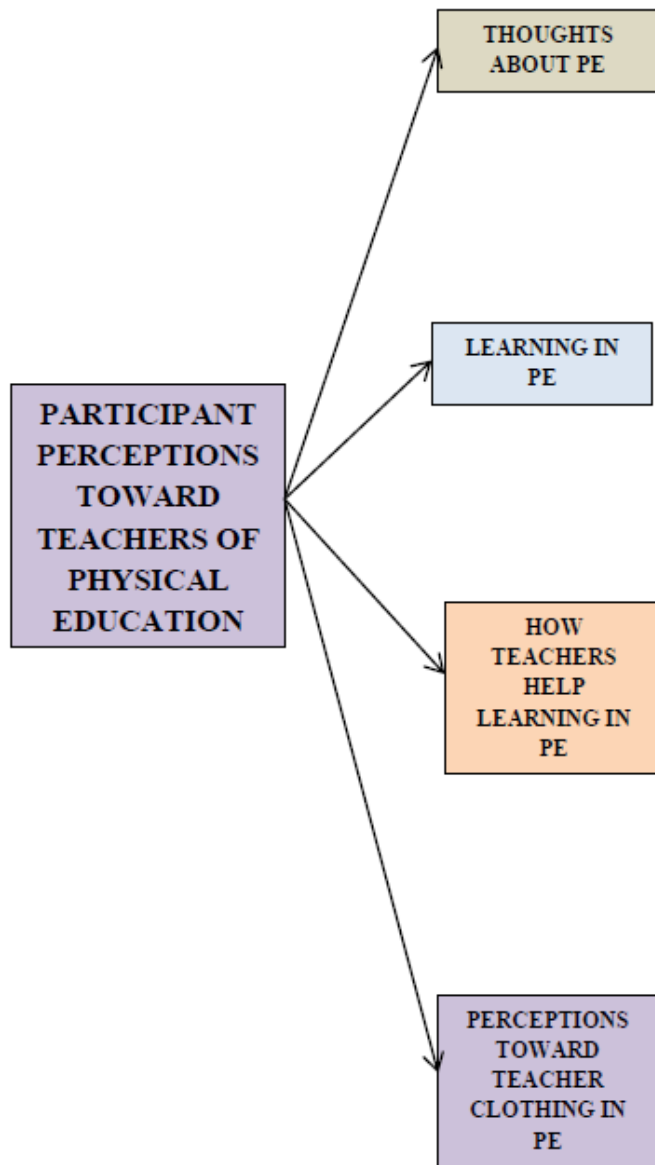 THOUGHTS
ABOUT PE
LEARNING IN
PE
PARTICIPANT
PERCEPTIONS
TOWARD
TEACHERS OF
PHYSICAL
EDUCATION
HOW
TEACHERS
HELP
LEARNING IN
PE
PERCEPTIONS
TOWARD
TEACHER
CLOTHING IN
PE